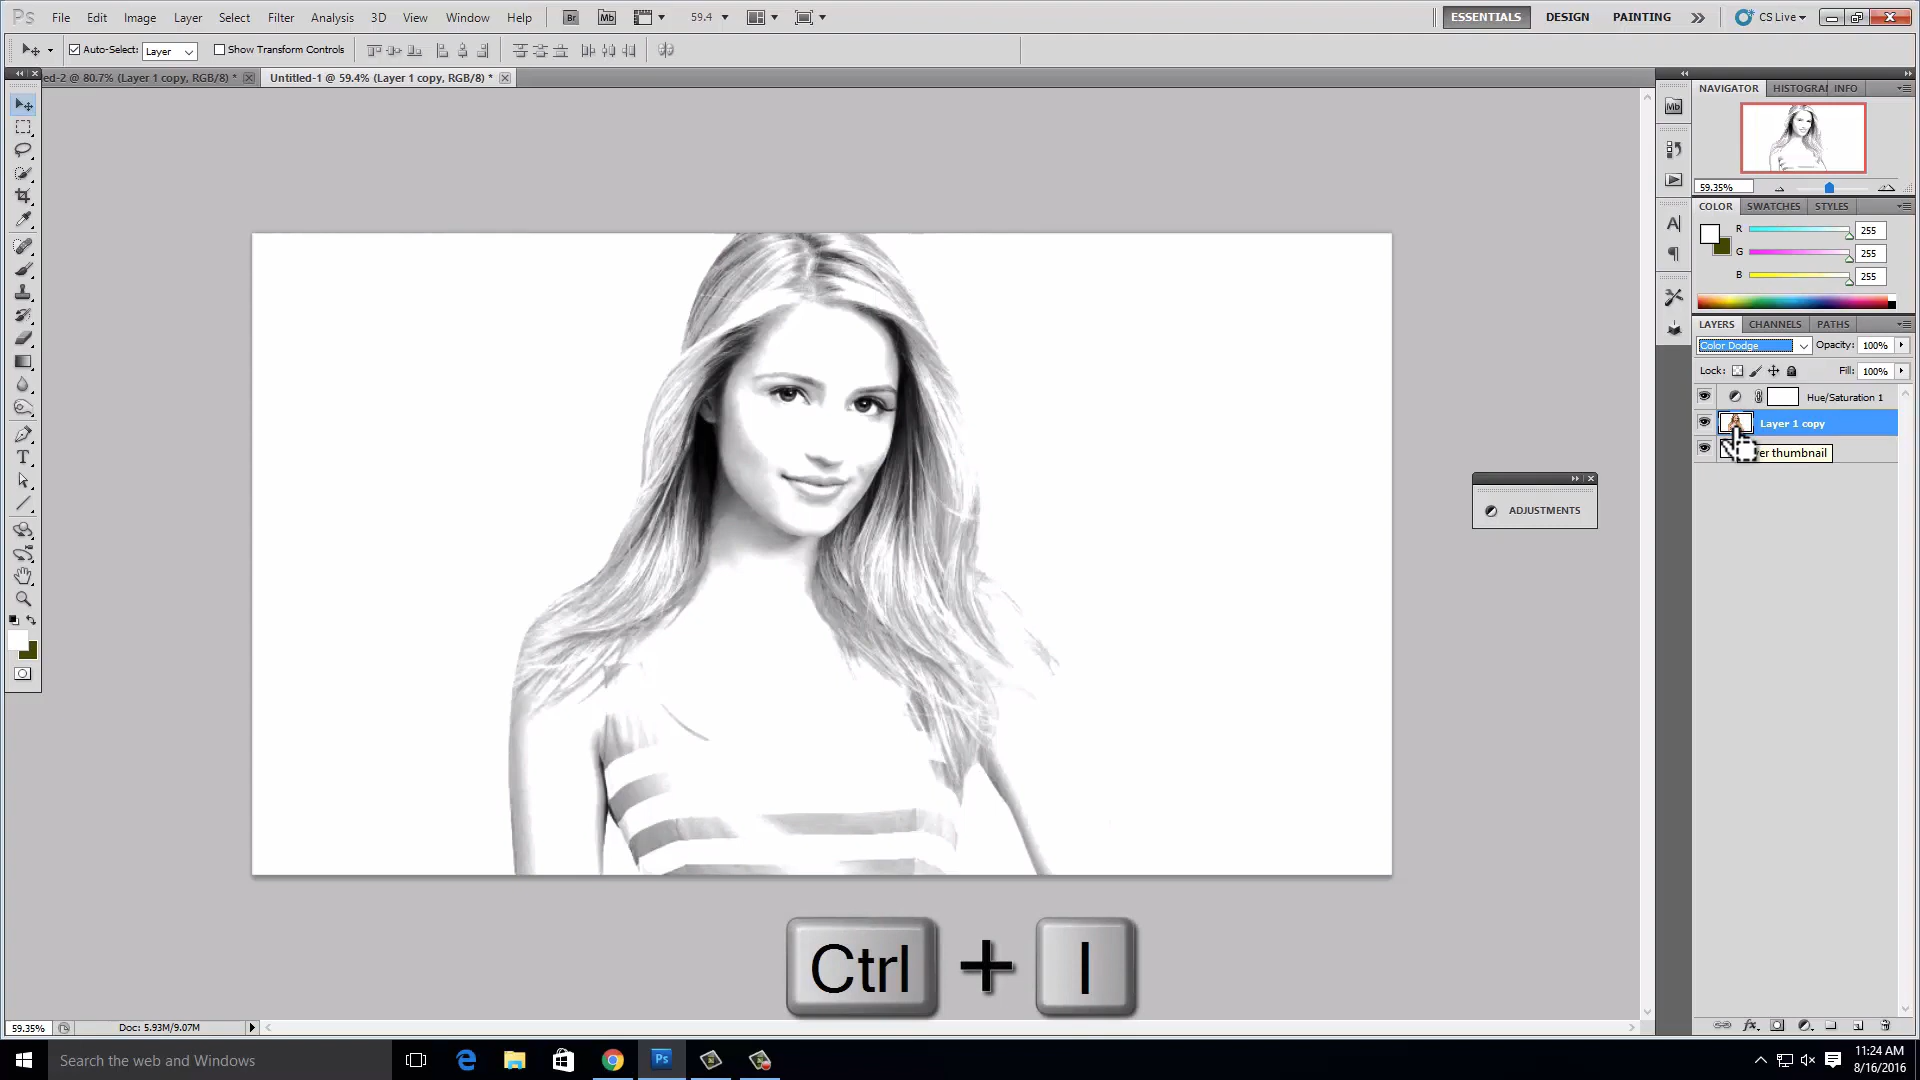 Ps File Edit Image Layer Select Filter Analysis 3D View Window Help Br Mb 59.4 ESSENTIALS DESIGN PAINTING CS Live
Auto-Select: Layer Show Transform Controls
ed-2 @ 80.7% (Layer 1 copy, RGB/8) * Untitled-1 @ 59.4% (Layer 1 copy, RGB/8) *
NAVIGATOR HISTOGRAM INFO
Mb
59.35%
COLOR SWATCHES STYLES
R 255
G 255
B 255
LAYERS CHANNELS PATHS
Color Dodge Opacity: 100%
Lock: Fill: 100%
Hue/Saturation 1
Layer 1 copy
er thumbnail
ADJUSTMENTS
Ctrl + I
59.35% Doc: 5.93M/9.07M
Search the web and Windows
Ps
11:24 AM
8/16/2016